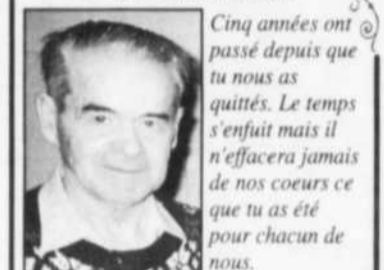 Cinq années ont
passé depuis que
tu nous as
quittés. Le temps
s'enfuit mais il
n'effacera jamais
de nos coeurs ce
que tu as été
pour chacun de
nous.